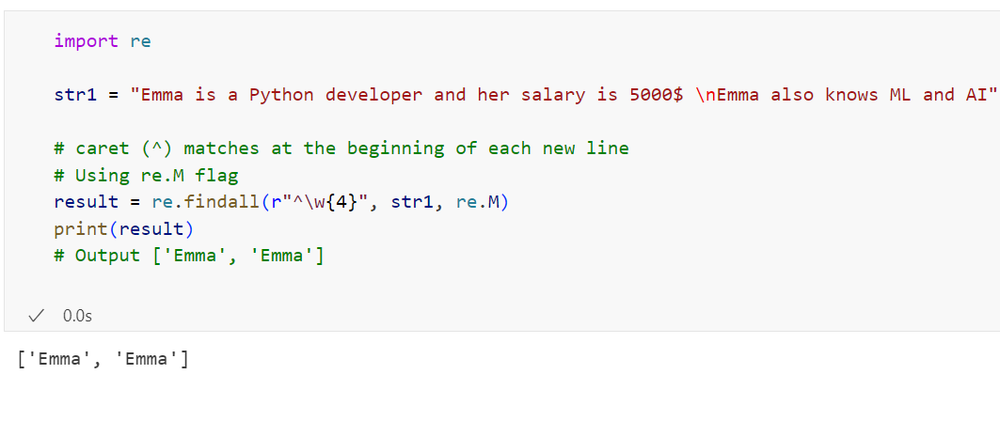 import re
str1 = "Emma is a Python developer and her salary is 5000$ \nEmma also knows ML and AI"
# caret (^) matches at the beginning of each new line
# Using re.M flag
result = re.findall(r"^\w{4}", str1, re.M)
print(result)
# Output ['Emma', 'Emma']
0.0s
['Emma', 'Emma']